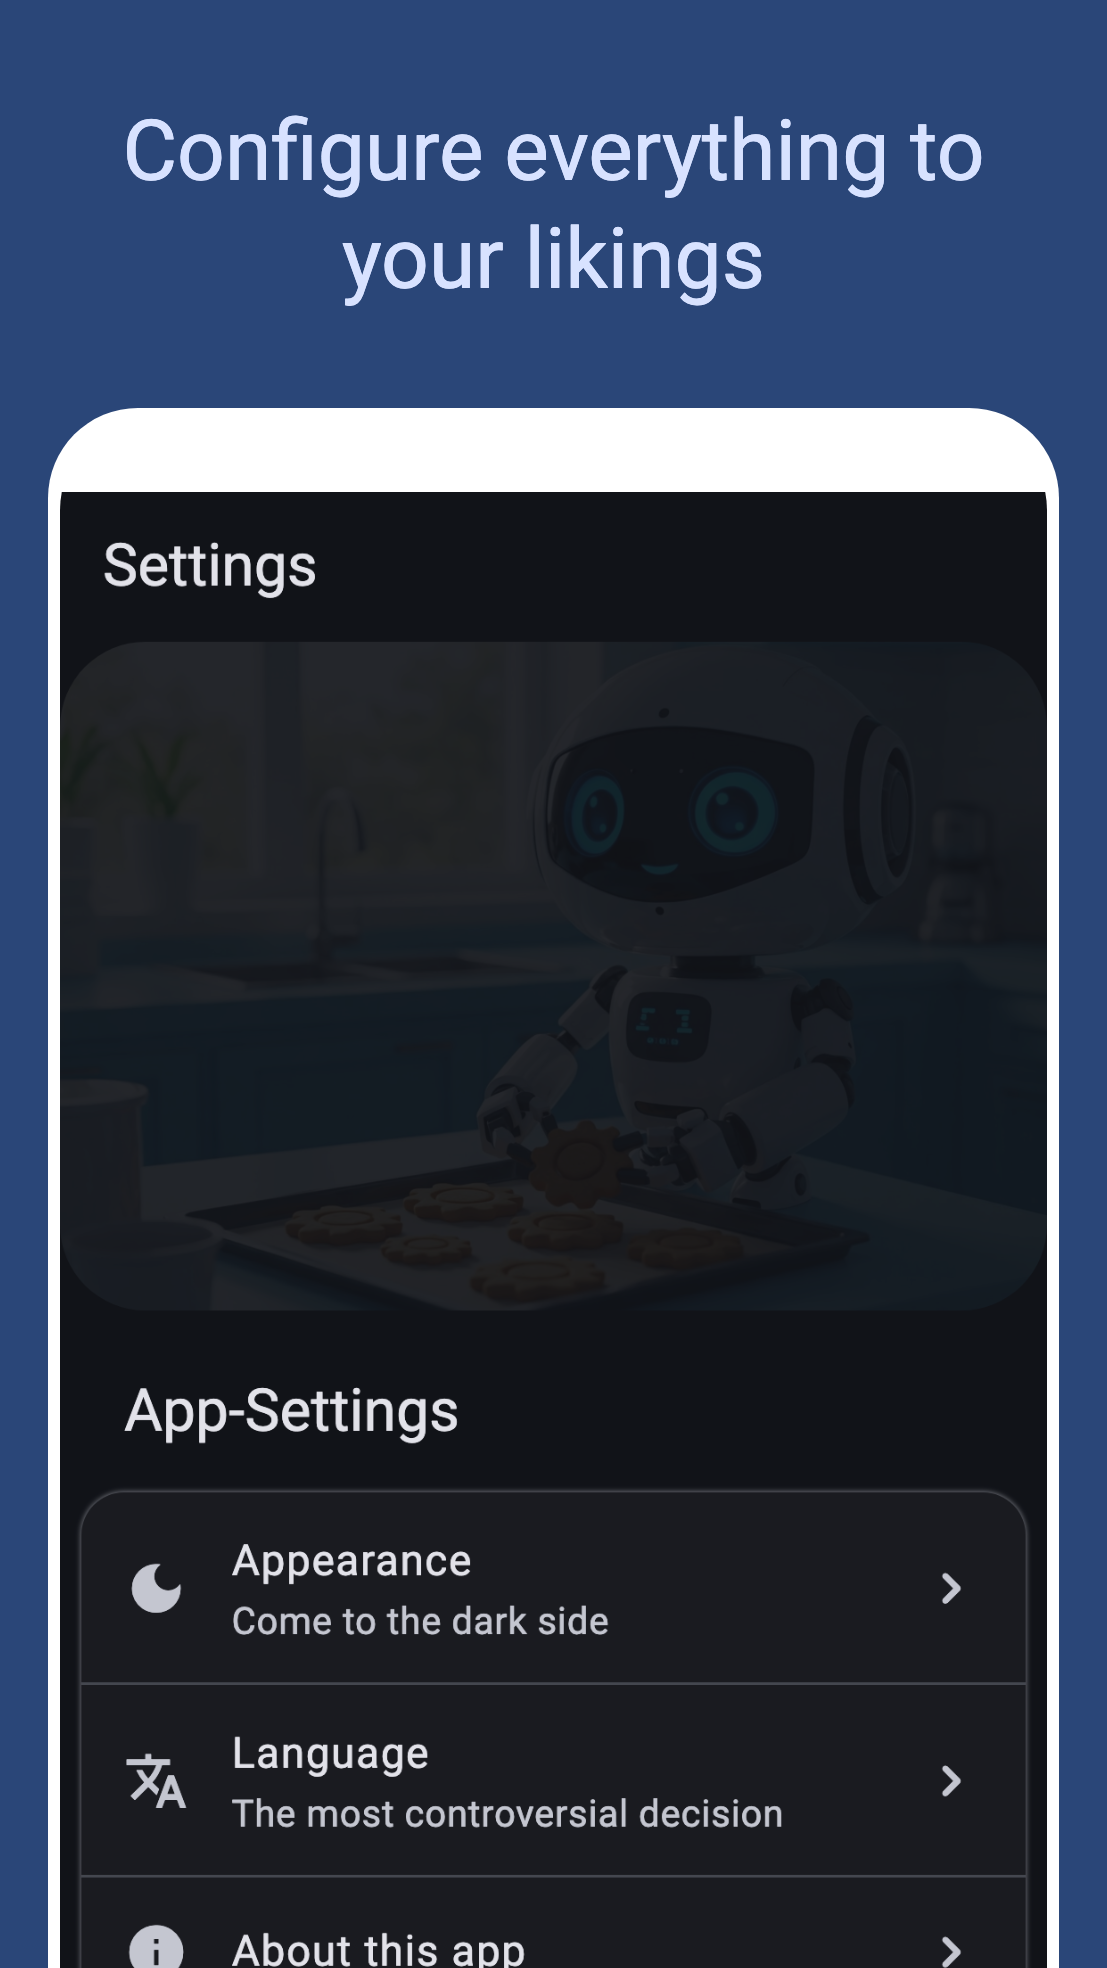 Configure everything to
your likings
Settings
App-Settings
Appearance
Come to the dark side
Language
The most controversial decision
About this app